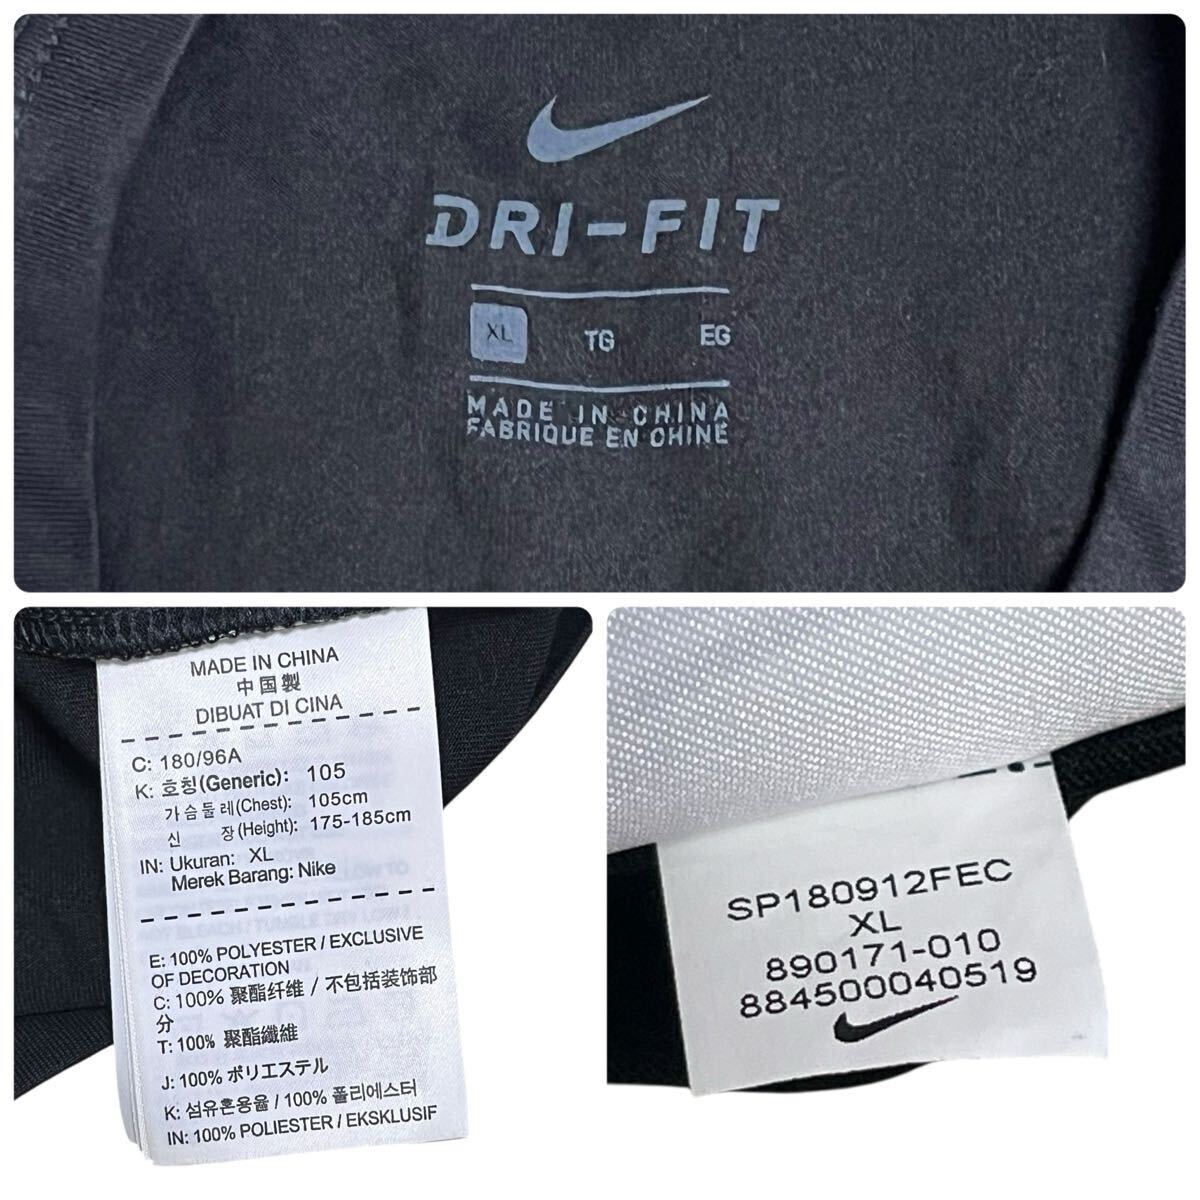 DRI-FIT
XL TG EG
MADE IN CHINA
FABRIQUE EN CHINE
MADE IN CHINA
中国製
DIBUAT DI CINA
C: 180/96A
K: 호칭(Generic): 105
가슴둘레(Chest): 105cm
신 장(Height): 175-185cm
IN: Ukuran: XL
Merek Barang: Nike
E: 100% POLYESTER / EXCLUSIVE
OF DECORATION
C: 100% 聚酯纤维 / 不包括装饰部
分
T: 100% 聚酯纖維
J: 100% ポリエステル
K: 섬유혼용율 / 100% 폴리에스터
IN: 100% POLIESTER / EKSKLUSIF
SP180912FEC
XL
890171-010
884500040519